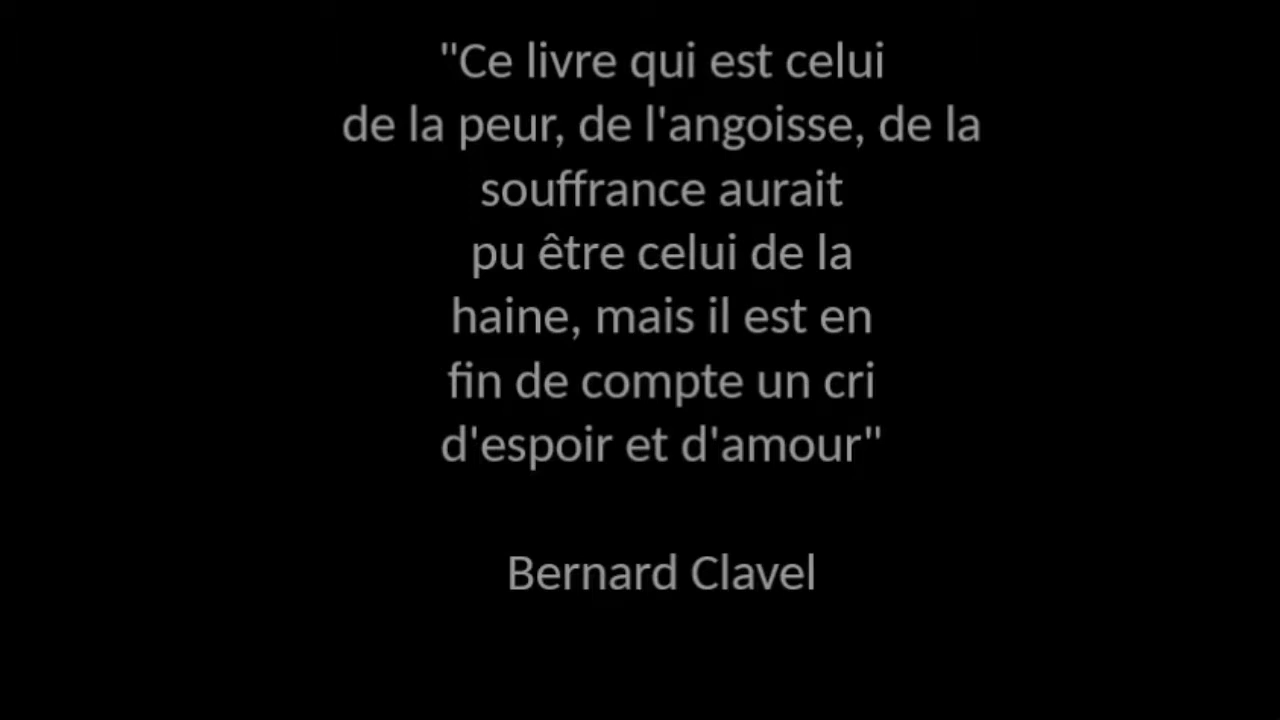 "Ce livre qui est celui
de la peur, de l'angoisse, de la
souffrance aurait
pu être celui de la
haine, mais il est en
fin de compte un cri
d'espoir et d'amour"
Bernard Clavel